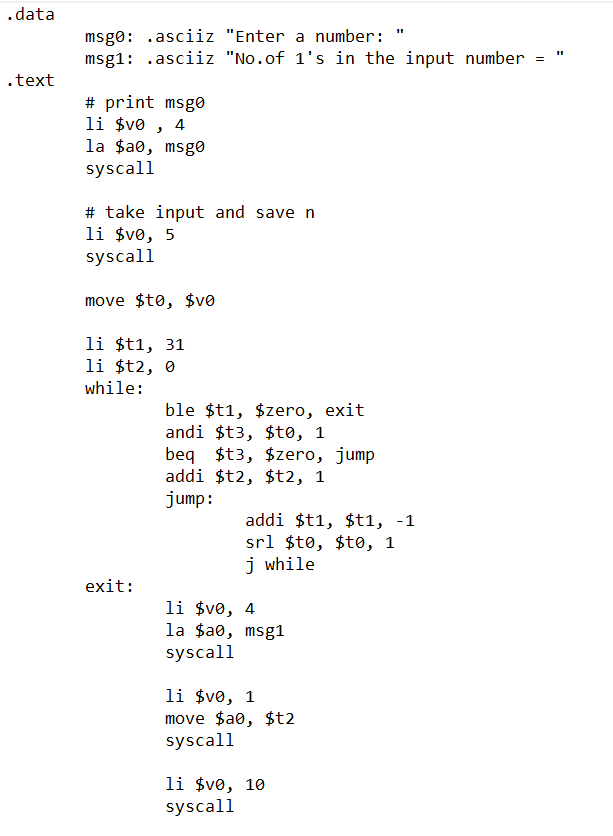 .data
        msg0: .asciiz "Enter a number: "
        msg1: .asciiz "No.of 1's in the input number = "
.text
        # print msg0
        li $v0 , 4
        la $a0, msg0
        syscall

        # take input and save n
        li $v0, 5
        syscall

        move $t0, $v0

        li $t1, 31
        li $t2, 0
        while:
                ble $t1, $zero, exit
                andi $t3, $t0, 1
                beq  $t3, $zero, jump
                addi $t2, $t2, 1
                jump:
                        addi $t1, $t1, -1
                        srl $t0, $t0, 1
                        j while
        exit:
                li $v0, 4
                la $a0, msg1
                syscall

                li $v0, 1
                move $a0, $t2
                syscall

                li $v0, 10
                syscall